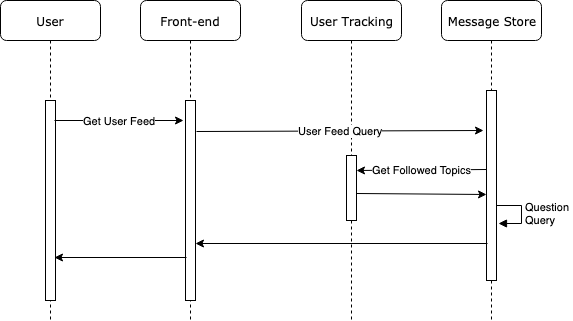 User
Front-end
User Tracking
Message Store
Get User Feed
User Feed Query
Get Followed Topics
Question
Query